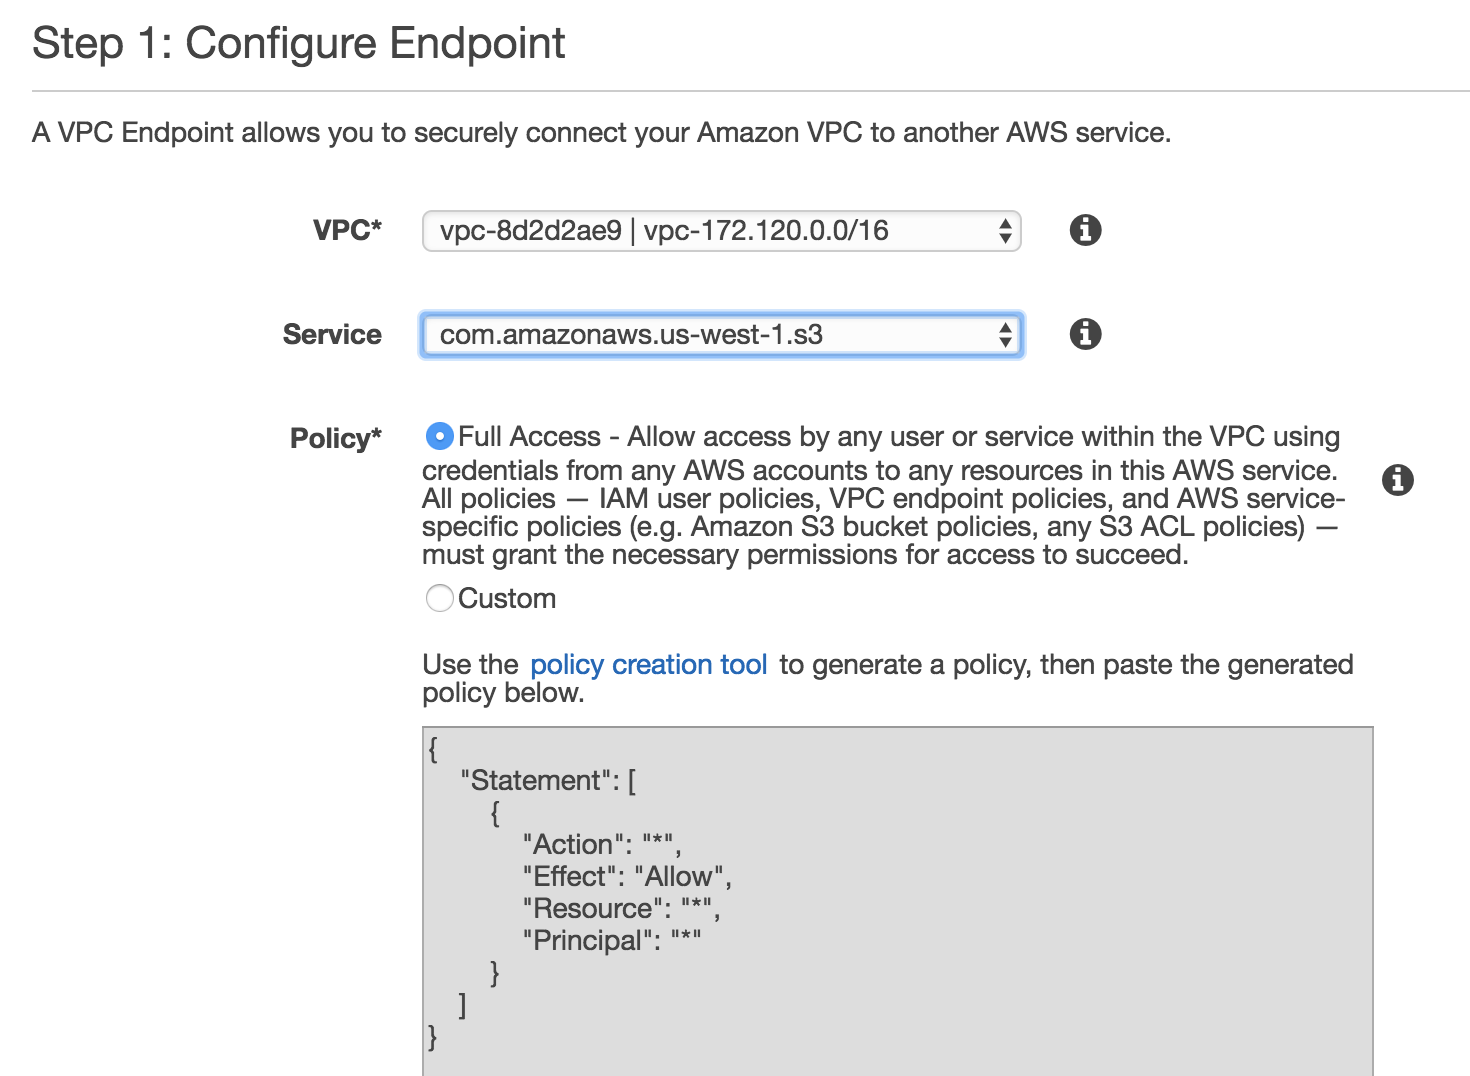 Step 1: Configure Endpoint
A VPC Endpoint allows you to securely connect your Amazon VPC to another AWS service.
VPC* vpc-8d2d2ae9 | vpc-172.120.0.0/16
Service com.amazonaws.us-west-1.s3
Policy* Full Access - Allow access by any user or service within the VPC using
credentials from any AWS accounts to any resources in this AWS service.
All policies — IAM user policies, VPC endpoint policies, and AWS service-
specific policies (e.g. Amazon S3 bucket policies, any S3 ACL policies) —
must grant the necessary permissions for access to succeed.
Custom
Use the policy creation tool to generate a policy, then paste the generated
policy below.
{
"Statement": [
{
"Action": "*",
"Effect": "Allow",
"Resource": "*",
"Principal": "*"
}
]
}